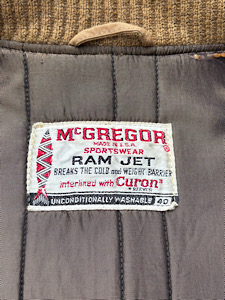 McGREGOR®
MADE IN U.S.A.
SPORTSWEAR
RAM JET
BREAKS THE COLD and WEIGHT BARRIER
interlined with Curon®
UNCONDITIONALLY WASHABLE 40